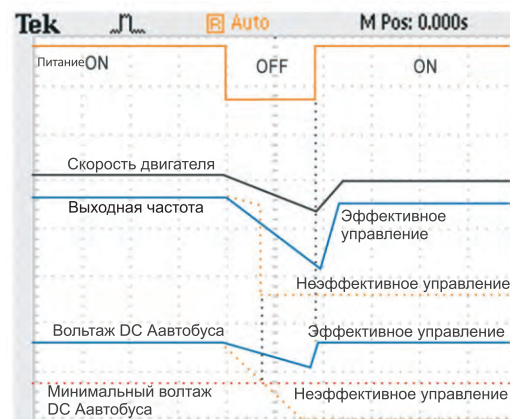 Tek R Auto M Pos: 0.000s
ПитаниеON OFF ON
Скорость двигателя
Выходная частота
Эффективное
управление
Неэффективное управление
Вольтаж DC Аавтобуса Эффективное управление
Минимальный волтаж
DC Аавтобуса
Неэффективное управление